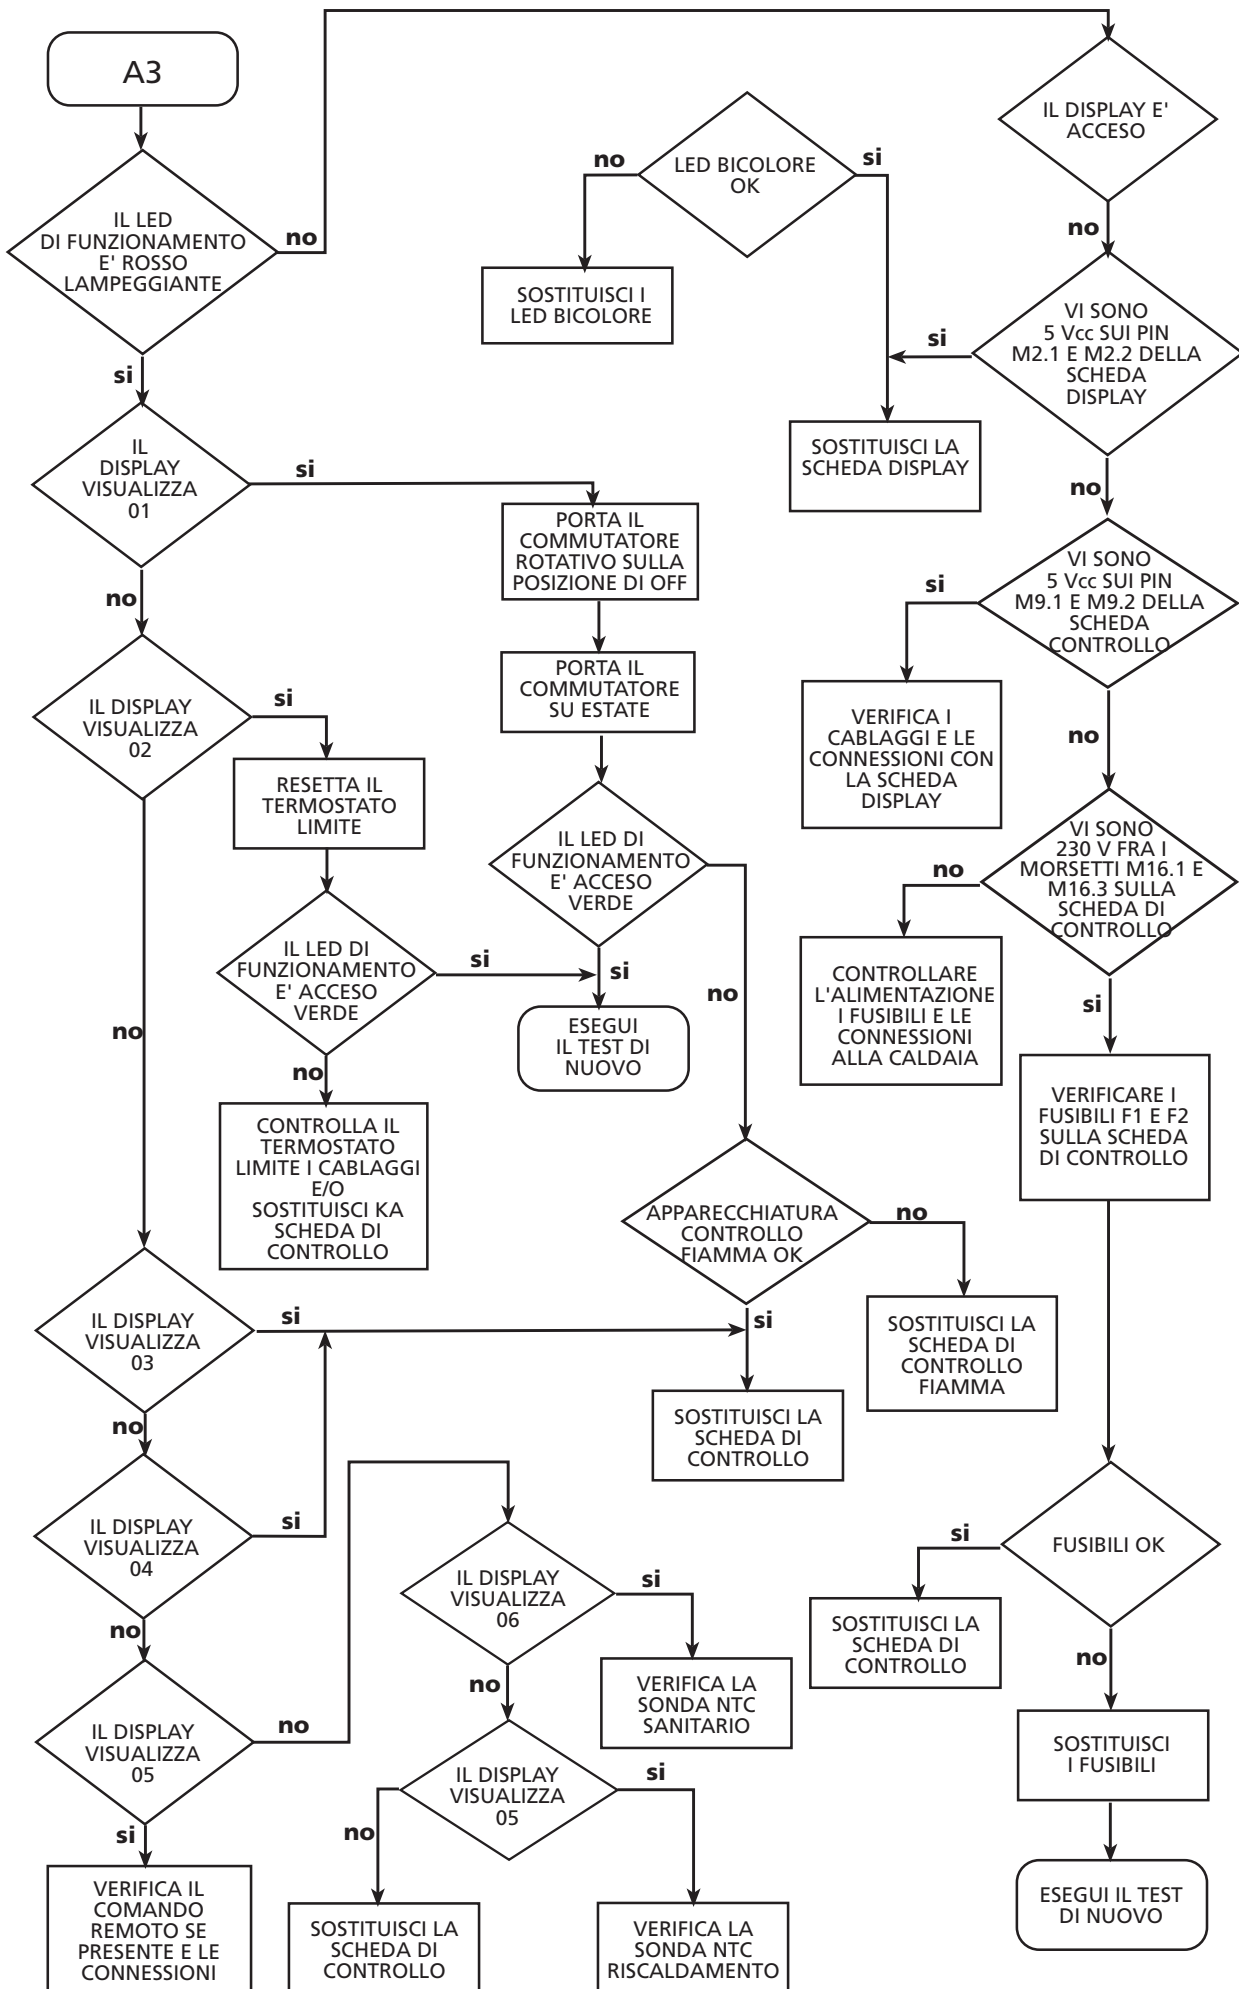 A3
IL LED
DI FUNZIONAMENTO
E' ROSSO
LAMPEGGIANTE
no
si
IL DISPLAY E'
ACCESO
no
LED BICOLORE
OK
no
si
SOSTITUISCI I
LED BICOLORE
VI SONO
5 Vcc SUI PIN
M2.1 E M2.2 DELLA
SCHEDA
DISPLAY
si
no
SOSTITUISCI LA
SCHEDA DISPLAY
IL
DISPLAY
VISUALIZZA
01
si
no
PORTA IL
COMMUTATORE
ROTATIVO SULLA
POSIZIONE DI OFF
PORTA IL
COMMUTATORE
SU ESTATE
VI SONO
5 Vcc SUI PIN
M9.1 E M9.2 DELLA
SCHEDA
CONTROLLO
si
no
VERIFICA I
CABLAGGI E LE
CONNESSIONI CON
LA SCHEDA
DISPLAY
IL DISPLAY
VISUALIZZA
02
si
no
RESETTA IL
TERMOSTATO
LIMITE
IL LED DI
FUNZIONAMENTO
E' ACCESO
VERDE
si
no
IL LED DI
FUNZIONAMENTO
E' ACCESO
VERDE
si
no
ESEGUI
IL TEST DI
NUOVO
CONTROLLA IL
TERMOSTATO
LIMITE I CABLAGGI
E/O
SOSTITUISCI KA
SCHEDA DI
CONTROLLO
VI SONO
230 V FRA I
MORSETTI M16.1 E
M16.3 SULLA
SCHEDA DI
CONTROLLO
no
si
CONTROLLARE
L'ALIMENTAZIONE
I FUSIBILI E LE
CONNESSIONI
ALLA CALDAIA
VERIFICARE I
FUSIBILI F1 E F2
SULLA SCHEDA
DI CONTROLLO
APPARECCHIATURA
CONTROLLO
FIAMMA OK
no
si
SOSTITUISCI LA
SCHEDA DI
CONTROLLO
FIAMMA
SOSTITUISCI LA
SCHEDA DI
CONTROLLO
IL DISPLAY
VISUALIZZA
03
si
no
IL DISPLAY
VISUALIZZA
04
si
no
IL DISPLAY
VISUALIZZA
05
no
si
VERIFICA IL
COMANDO
REMOTO SE
PRESENTE E LE
CONNESSIONI
IL DISPLAY
VISUALIZZA
06
si
no
VERIFICA LA
SONDA NTC
SANITARIO
IL DISPLAY
VISUALIZZA
05
no
si
SOSTITUISCI LA
SCHEDA DI
CONTROLLO
VERIFICA LA
SONDA NTC
RISCALDAMENTO
FUSIBILI OK
si
no
SOSTITUISCI LA
SCHEDA DI
CONTROLLO
SOSTITUISCI
I FUSIBILI
ESEGUI IL TEST
DI NUOVO